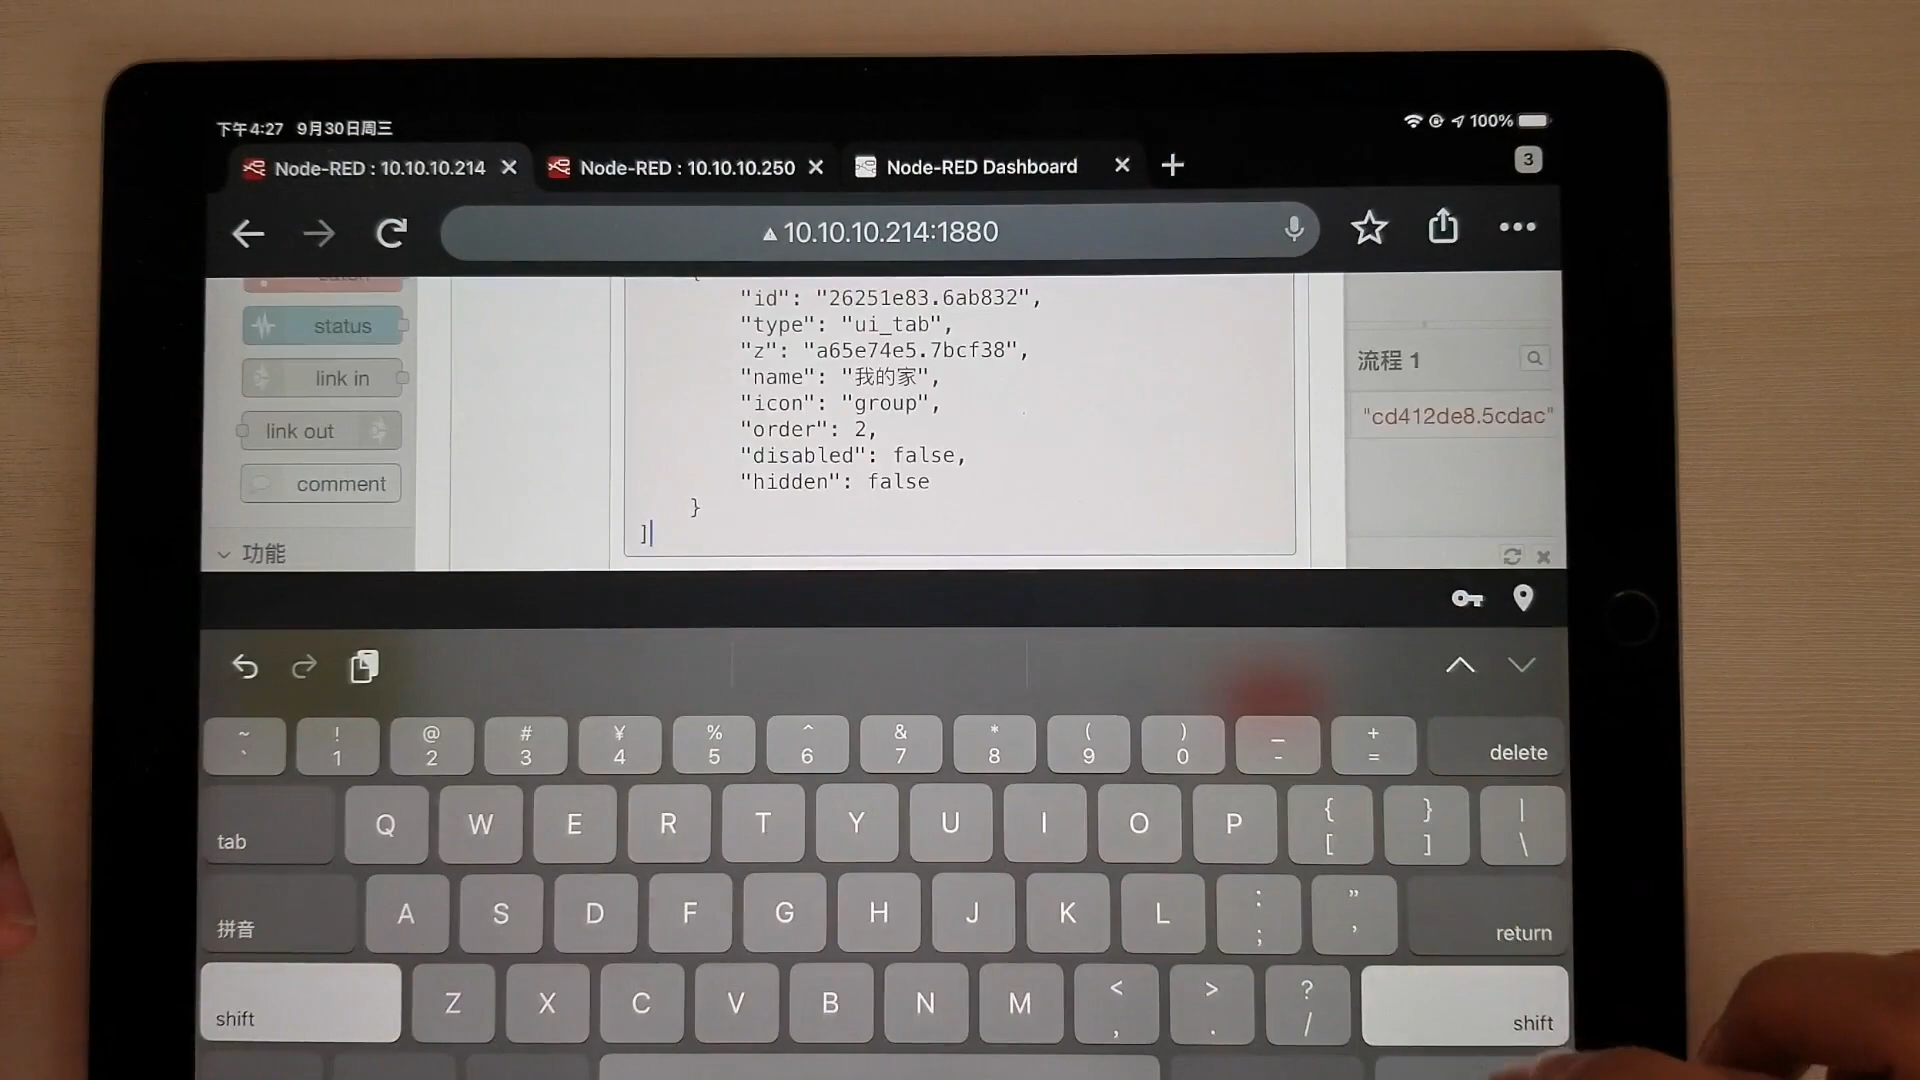 下午4:27 9月30日周三
100%
Node-RED : 10.10.10.214
Node-RED : 10.10.10.250
Node-RED Dashboard
3
10.10.10.214:1880
status
link in
link out
comment
功能
"id": "26251e83.6ab832",
"type": "ui_tab",
"z": "a65e74e5.7bcf38",
"name": "我的家",
"icon": "group",
"order": 2,
"disabled": false,
"hidden": false
}
]
流程 1
"cd412de8.5cdac"
~ ! @ # ¥ % ^ & * ( ) _ +
` 1 2 3 4 5 6 7 8 9 0 - = delete
tab Q W E R T Y U I O P { [ } ] | \
拼音 A S D F G H J K L : ; " ' return
shift Z X C V B N M < , > . ? / shift